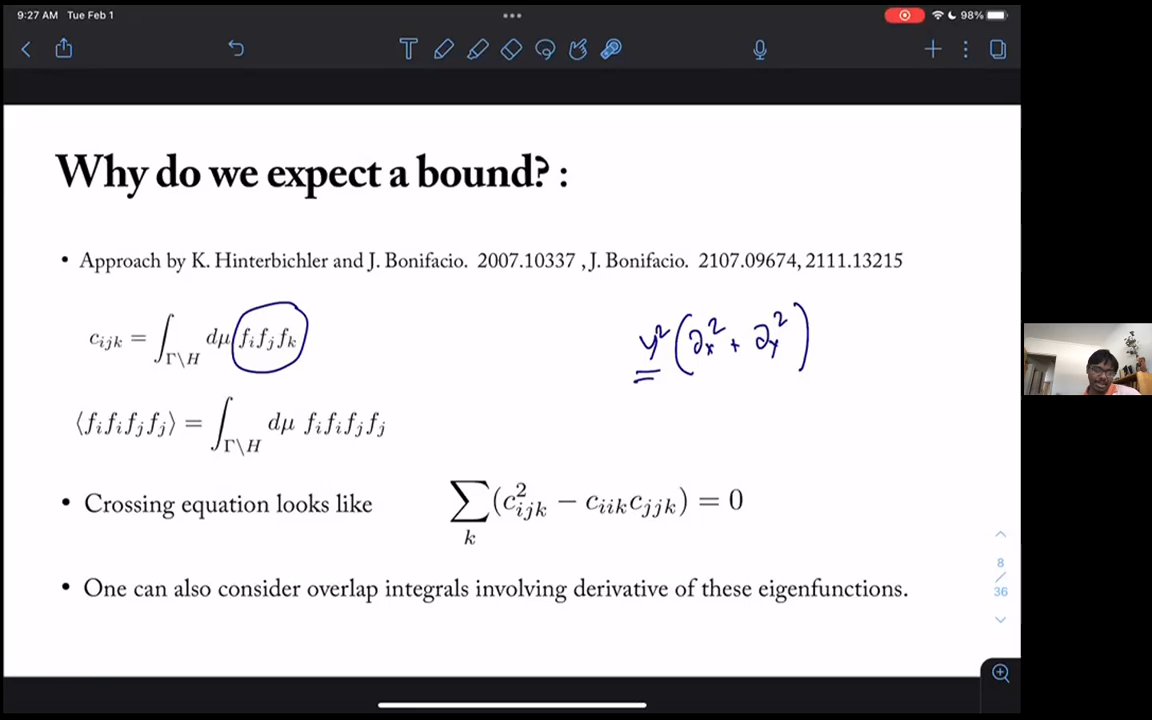 9:27 AM Tue Feb 1
98%
Why do we expect a bound? :
• Approach by K. Hinterbichler and J. Bonifacio. 2007.10337 , J. Bonifacio. 2107.09674, 2111.13215
c_{ijk} = ∫_{Γ\H} dμ f_i f_j f_k
y²(∂_x² + ∂_y²)
⟨f_i f_i f_j f_j⟩ = ∫_{Γ\H} dμ f_i f_i f_j f_j
• Crossing equation looks like ∑_k (c²_{ijk} − c_{iik} c_{jjk}) = 0
• One can also consider overlap integrals involving derivative of these eigenfunctions.
8
/
36